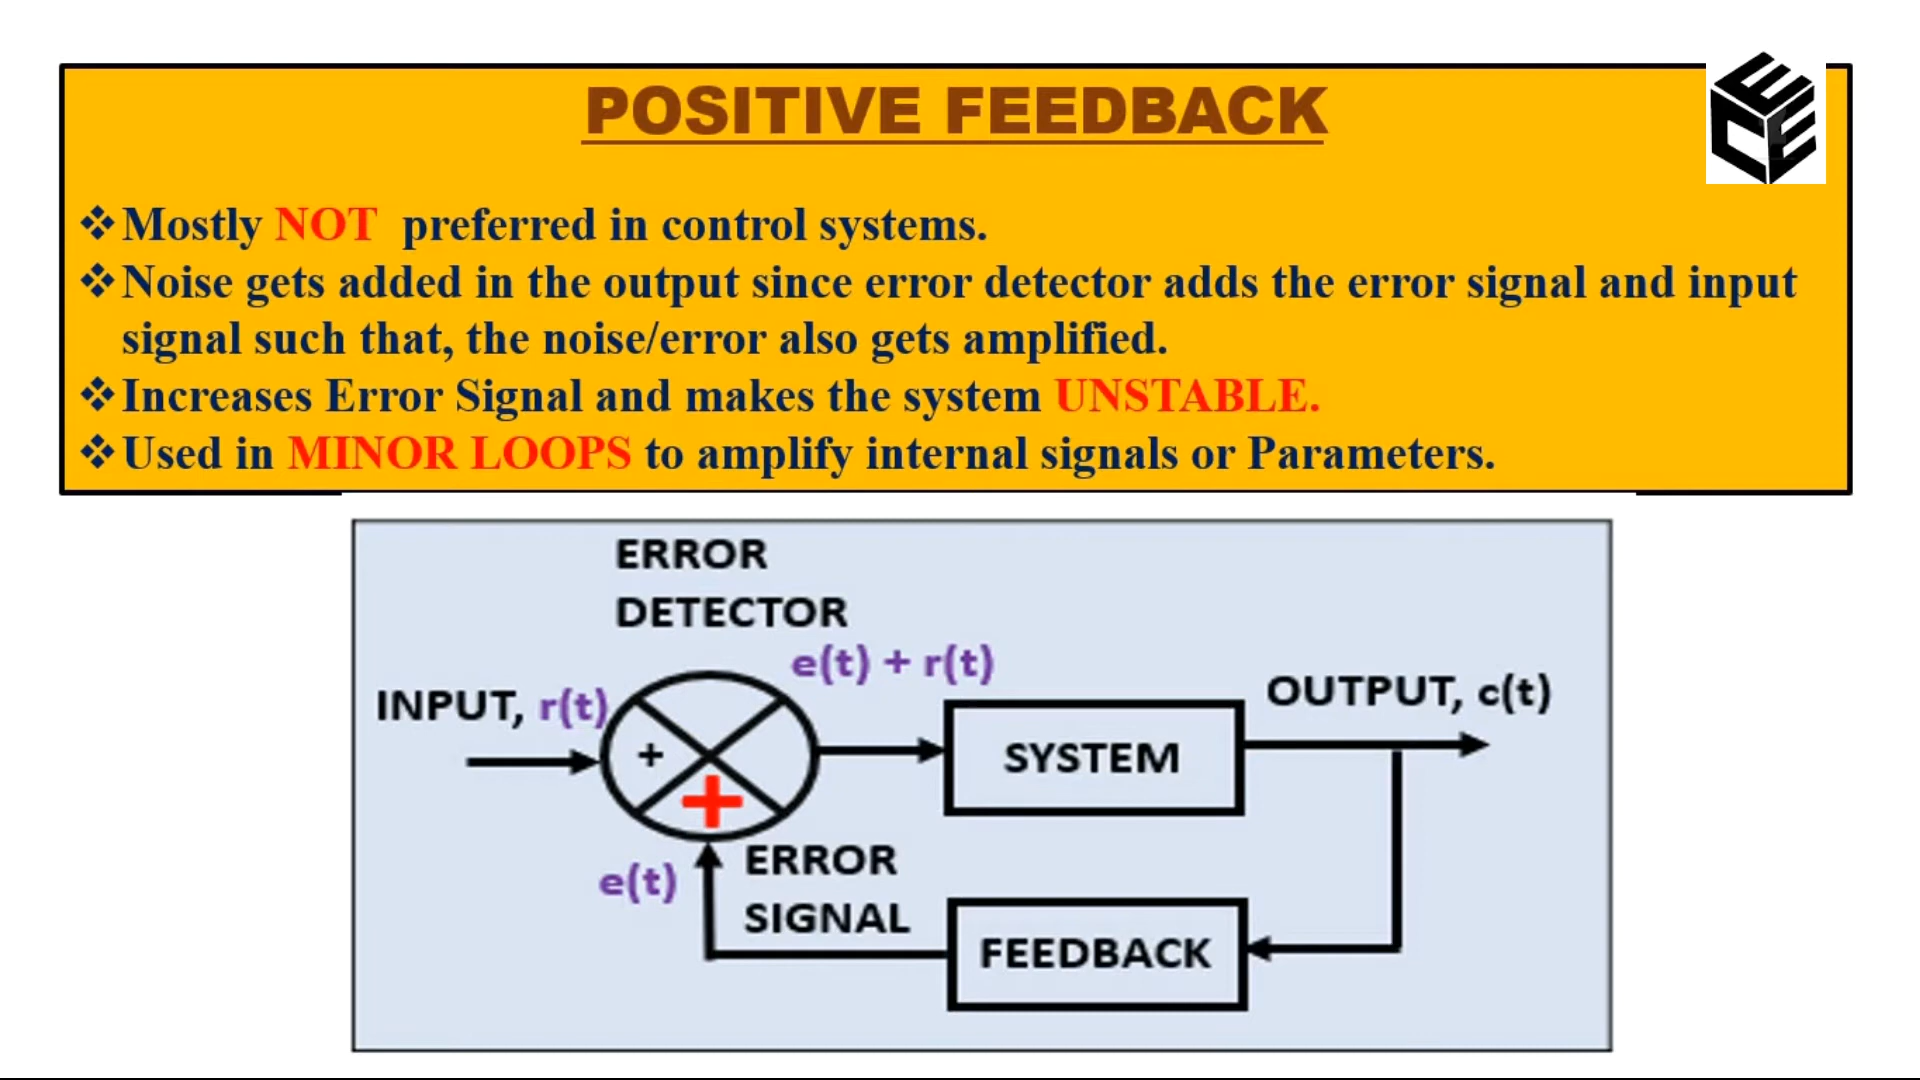 POSITIVE FEEDBACK
ECE
❖Mostly NOT preferred in control systems.
❖Noise gets added in the output since error detector adds the error signal and input
signal such that, the noise/error also gets amplified.
❖Increases Error Signal and makes the system UNSTABLE.
❖Used in MINOR LOOPS to amplify internal signals or Parameters.
ERROR
DETECTOR
e(t) + r(t)
INPUT, r(t)
OUTPUT, c(t)
+
SYSTEM
+
e(t)
ERROR
SIGNAL
FEEDBACK